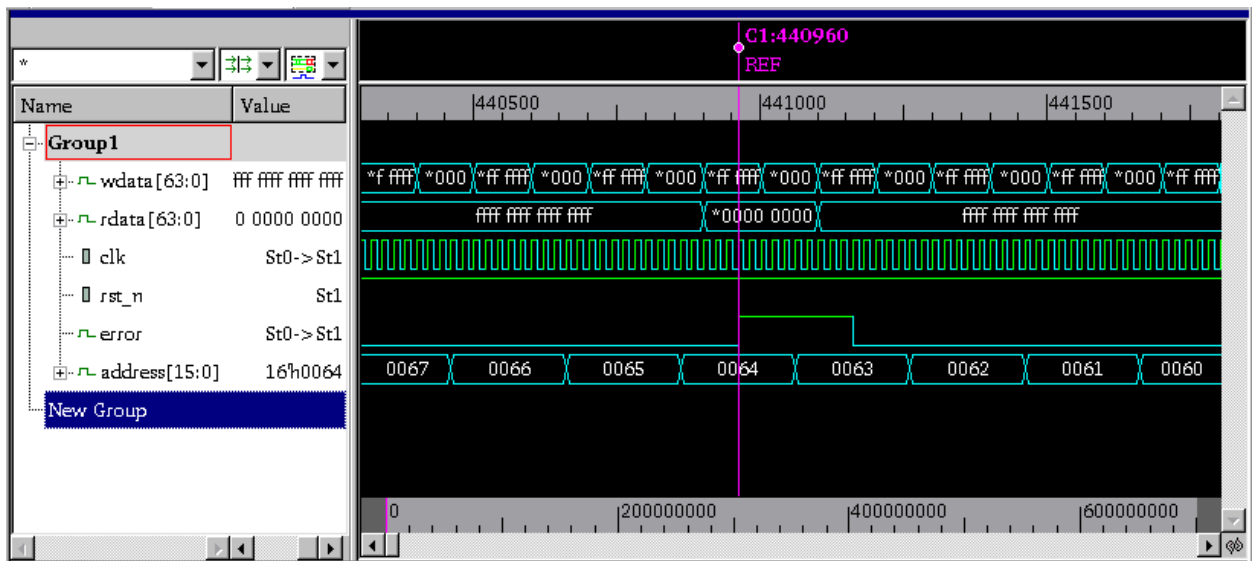 C1:440960
REF
*
Name Value
440500 441000 441500
Group1
wdata[63:0] ffff ffff ffff ffff *f ffff *000 *ff ffff *000 *ff ffff *000 *ff ffff *000 *ff ffff *000 *ff ffff *000 *ff ffff *000 *ff ffff
rdata[63:0] 0 0000 0000 ffff ffff ffff ffff *0000 0000 ffff ffff ffff ffff
clk St0->St1
rst_n St1
error St0->St1
address[15:0] 16'h0064 0067 0066 0065 0064 0063 0062 0061 0060
New Group
0 200000000 400000000 600000000